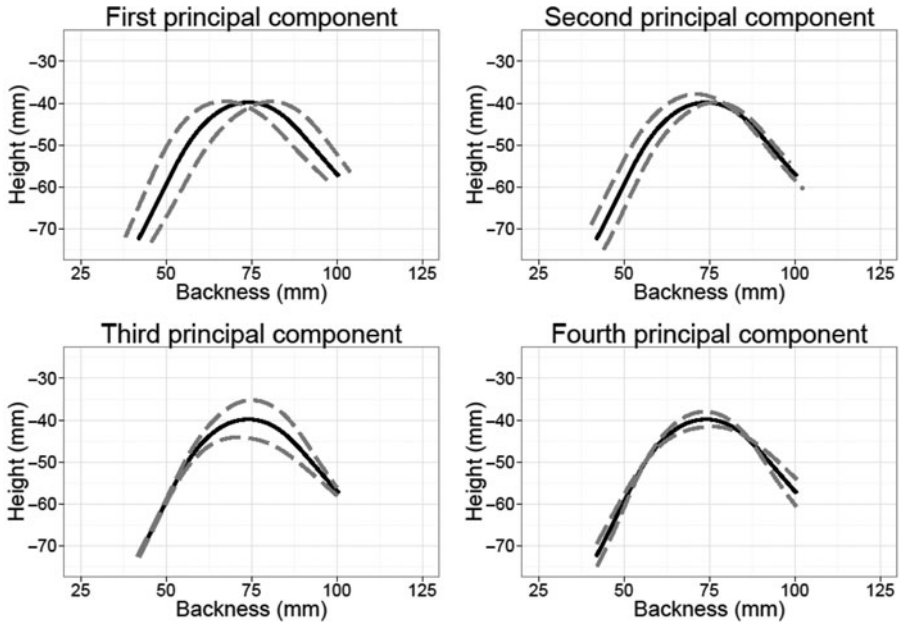 First principal component
Second principal component
Height (mm)
−30
−40
−50
−60
−70
25 50 75 100 125
Backness (mm)
Height (mm)
−30
−40
−50
−60
−70
25 50 75 100 125
Backness (mm)
Third principal component
Fourth principal component
Height (mm)
−30
−40
−50
−60
−70
25 50 75 100 125
Backness (mm)
Height (mm)
−30
−40
−50
−60
−70
25 50 75 100 125
Backness (mm)